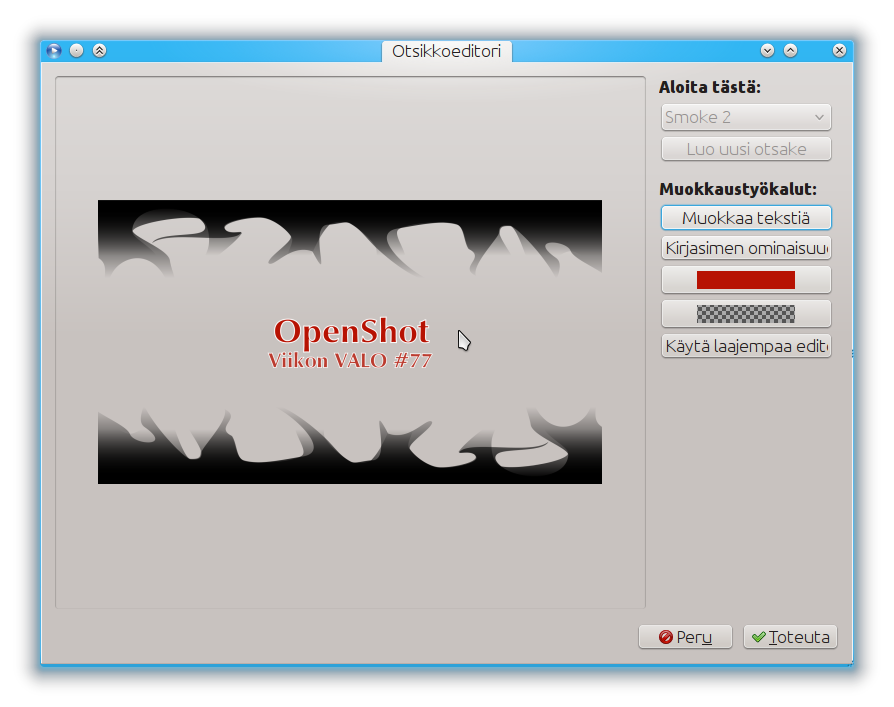 Otsikkoeditori
Aloita tästä:
Smoke 2
Luo uusi otsake
Muokkaustyökalut:
Muokkaa tekstiä
Kirjasimen ominaisuu
Käytä laajempaa edit
OpenShot
Viikon VALO #77
Peru
Toteuta